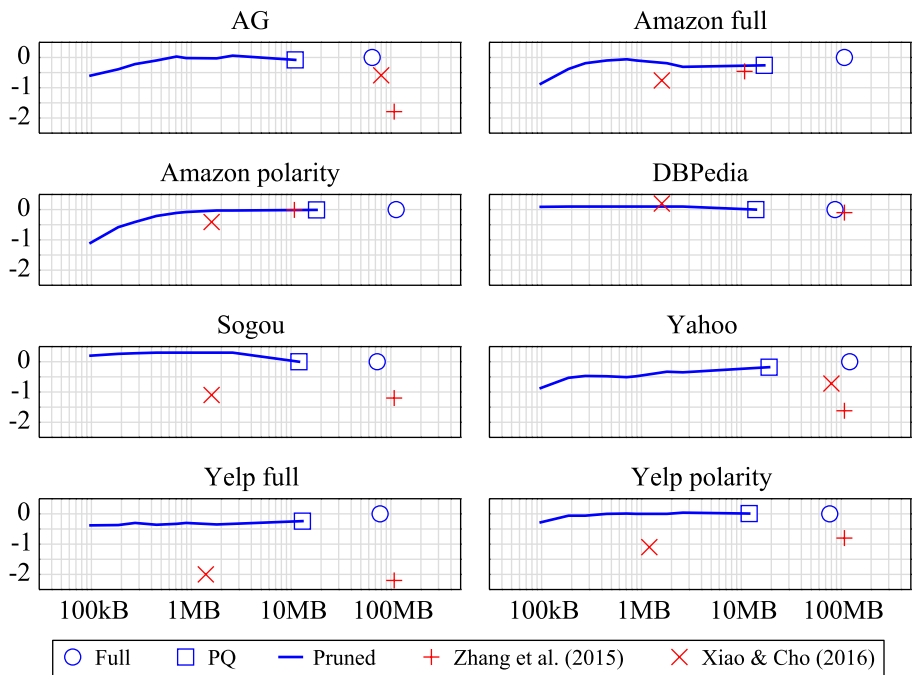 AG
Amazon full
0
-1
-2
0
-1
-2
Amazon polarity
DBPedia
0
-1
-2
0
-1
-2
Sogou
Yahoo
0
-1
-2
0
-1
-2
Yelp full
Yelp polarity
0
-1
-2
0
-1
-2
100kB 1MB 10MB 100MB
100kB 1MB 10MB 100MB
Full PQ Pruned Zhang et al. (2015) Xiao & Cho (2016)